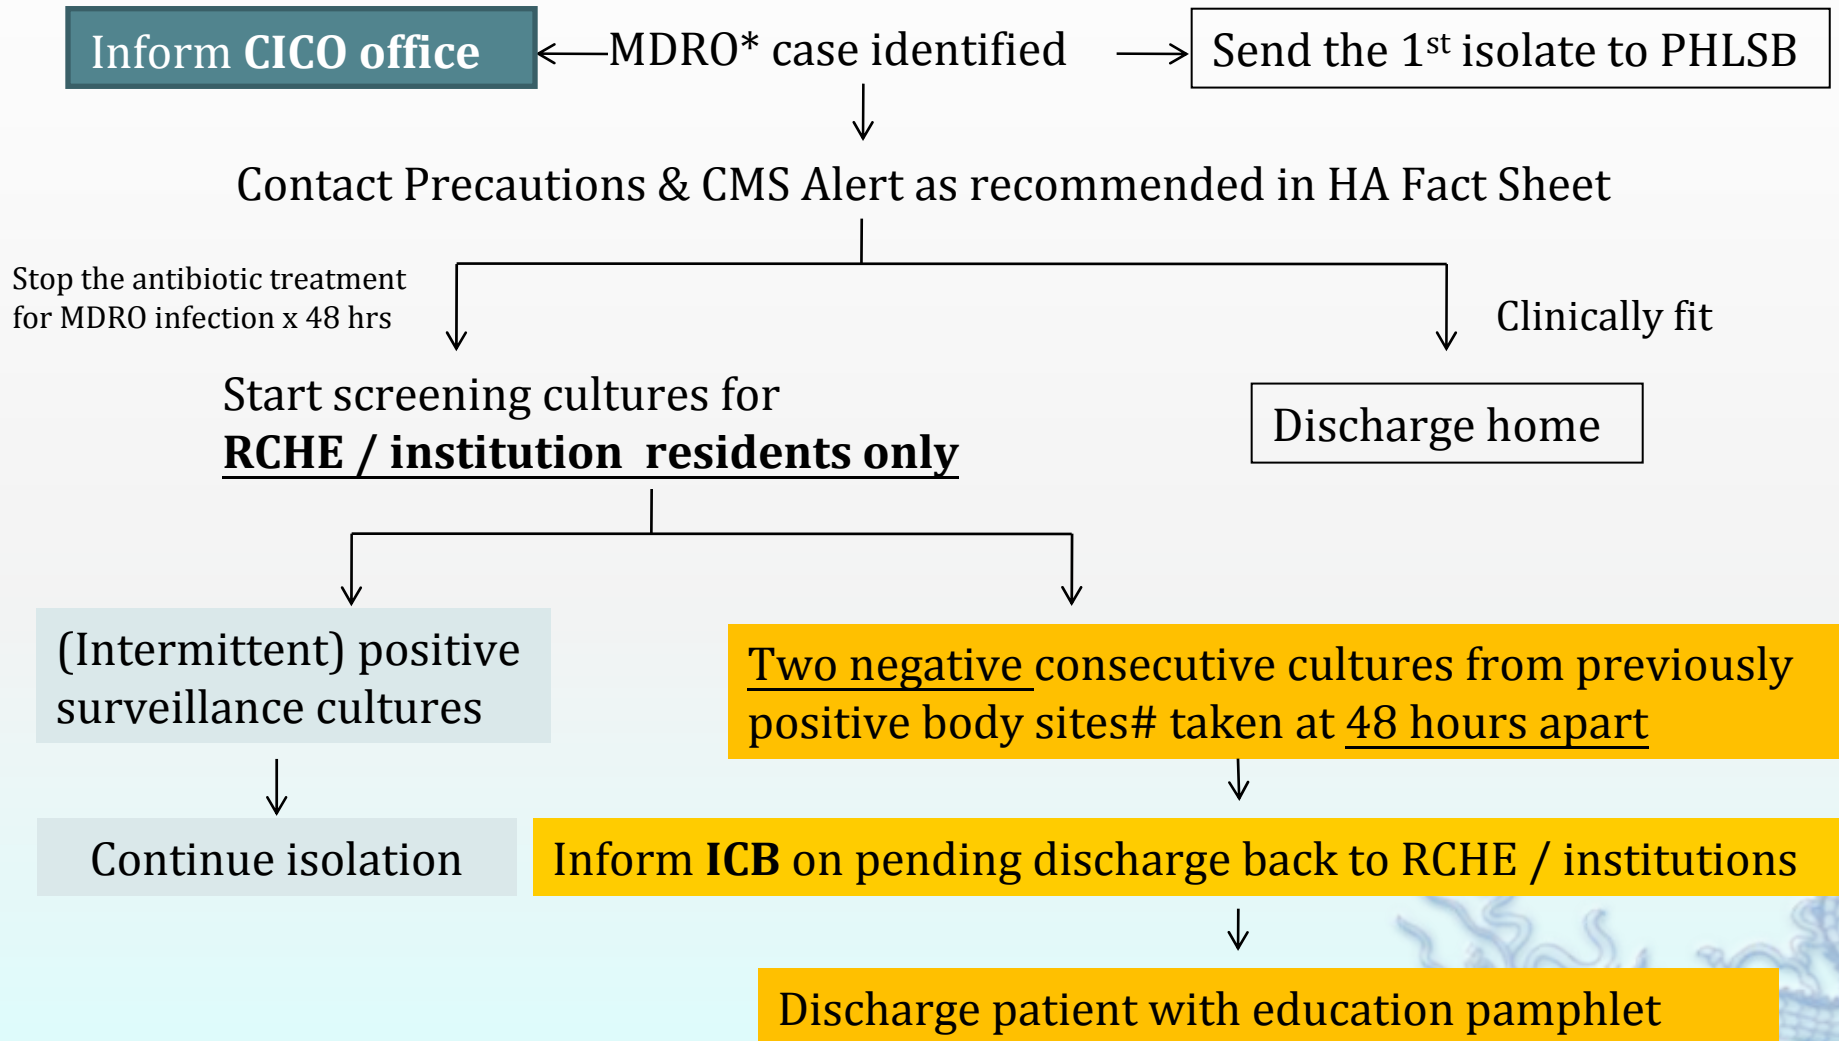 Inform CICO office
MDRO* case identified
Send the 1st isolate to PHLSB
Contact Precautions & CMS Alert as recommended in HA Fact Sheet
Stop the antibiotic treatment
for MDRO infection x 48 hrs
Clinically fit
Start screening cultures for
RCHE / institution residents only
Discharge home
(Intermittent) positive
surveillance cultures
Two negative consecutive cultures from previously
positive body sites# taken at 48 hours apart
Continue isolation
Inform ICB on pending discharge back to RCHE / institutions
Discharge patient with education pamphlet